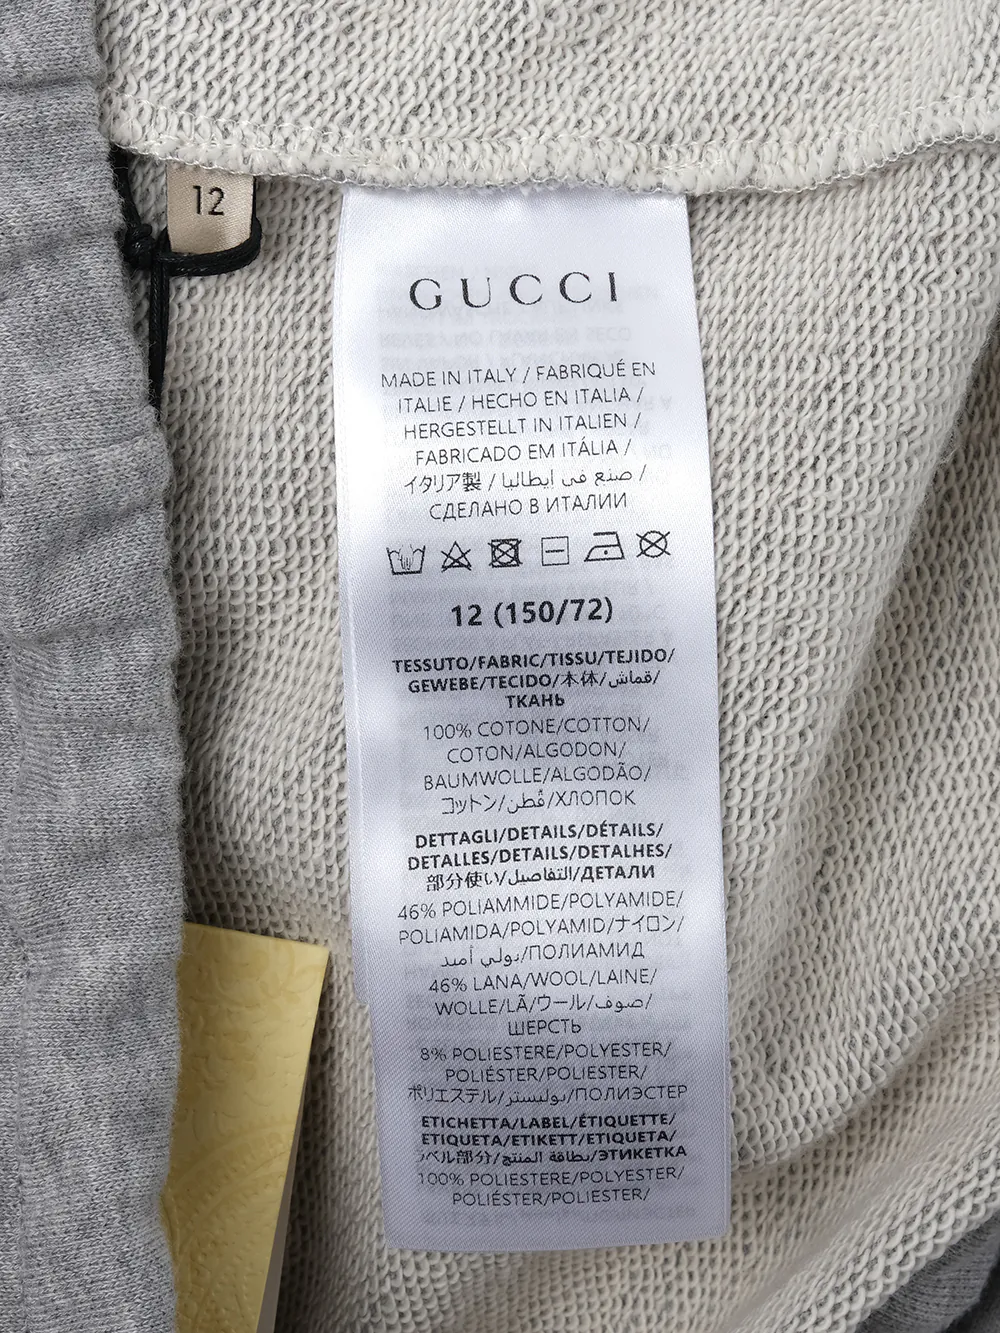 12
GUCCI
MADE IN ITALY / FABRIQUÉ EN
ITALIE / HECHO EN ITALIA /
HERGESTELLT IN ITALIEN /
FABRICADO EM ITÁLIA /
イタリア製 / صنع في إيطاليا /
СДЕЛАНО В ИТАЛИИ
12 (150/72)
TESSUTO/FABRIC/TISSU/TEJIDO/
GEWEBE/TECIDO/本体/قماش/
ТКАНЬ
100% COTONE/COTTON/
COTON/ALGODON/
BAUMWOLLE/ALGODÃO/
コットン/قُطن/ХЛОПОК
DETTAGLI/DETAILS/DÉTAILS/
DETALLES/DETAILS/DETALHES/
部分使い/التفاصيل/ДЕТАЛИ
46% POLIAMMIDE/POLYAMIDE/
POLIAMIDA/POLYAMID/ナイロン/
بولي أميد/ПОЛИАМИД
46% LANA/WOOL/LAINE/
WOLLE/LÃ/ウール/صوف/
ШЕРСТЬ
8% POLIESTERE/POLYESTER/
POLIÉSTER/POLIESTER/
ポリエステル/بوليستر/ПОЛИЭСТЕР
ETICHETTA/LABEL/ÉTIQUETTE/
ETIQUETA/ETIKETT/ETIQUETA/
ラベル部分/بطاقة المنتج/ЭТИКЕТКА
100% POLIESTERE/POLYESTER/
POLIÉSTER/POLIESTER/